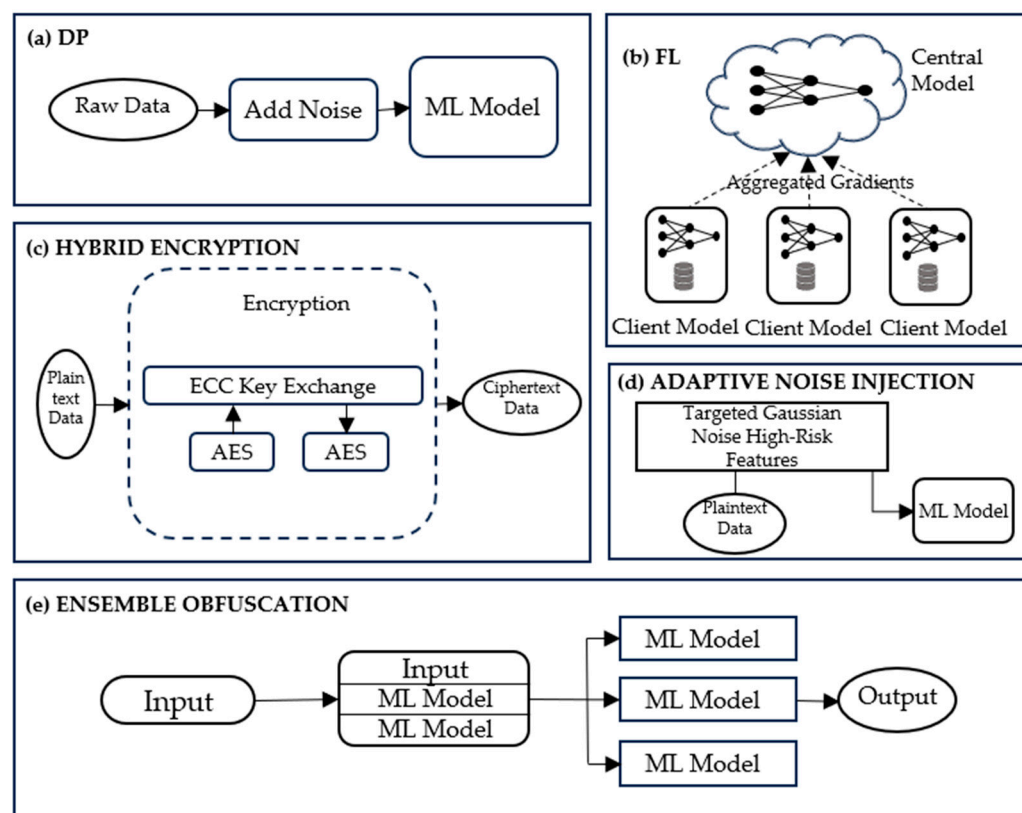 (a) DP
Raw Data
Add Noise
ML Model
(b) FL
Central
Model
Aggregated Gradients
Client Model
Client Model
Client Model
(c) HYBRID ENCRYPTION
Encryption
Plain
text
Data
ECC Key Exchange
AES
AES
Ciphertext
Data
(d) ADAPTIVE NOISE INJECTION
Targeted Gaussian
Noise High-Risk
Features
Plaintext
Data
ML Model
(e) ENSEMBLE OBFUSCATION
Input
Input
ML Model
ML Model
ML Model
ML Model
ML Model
Output